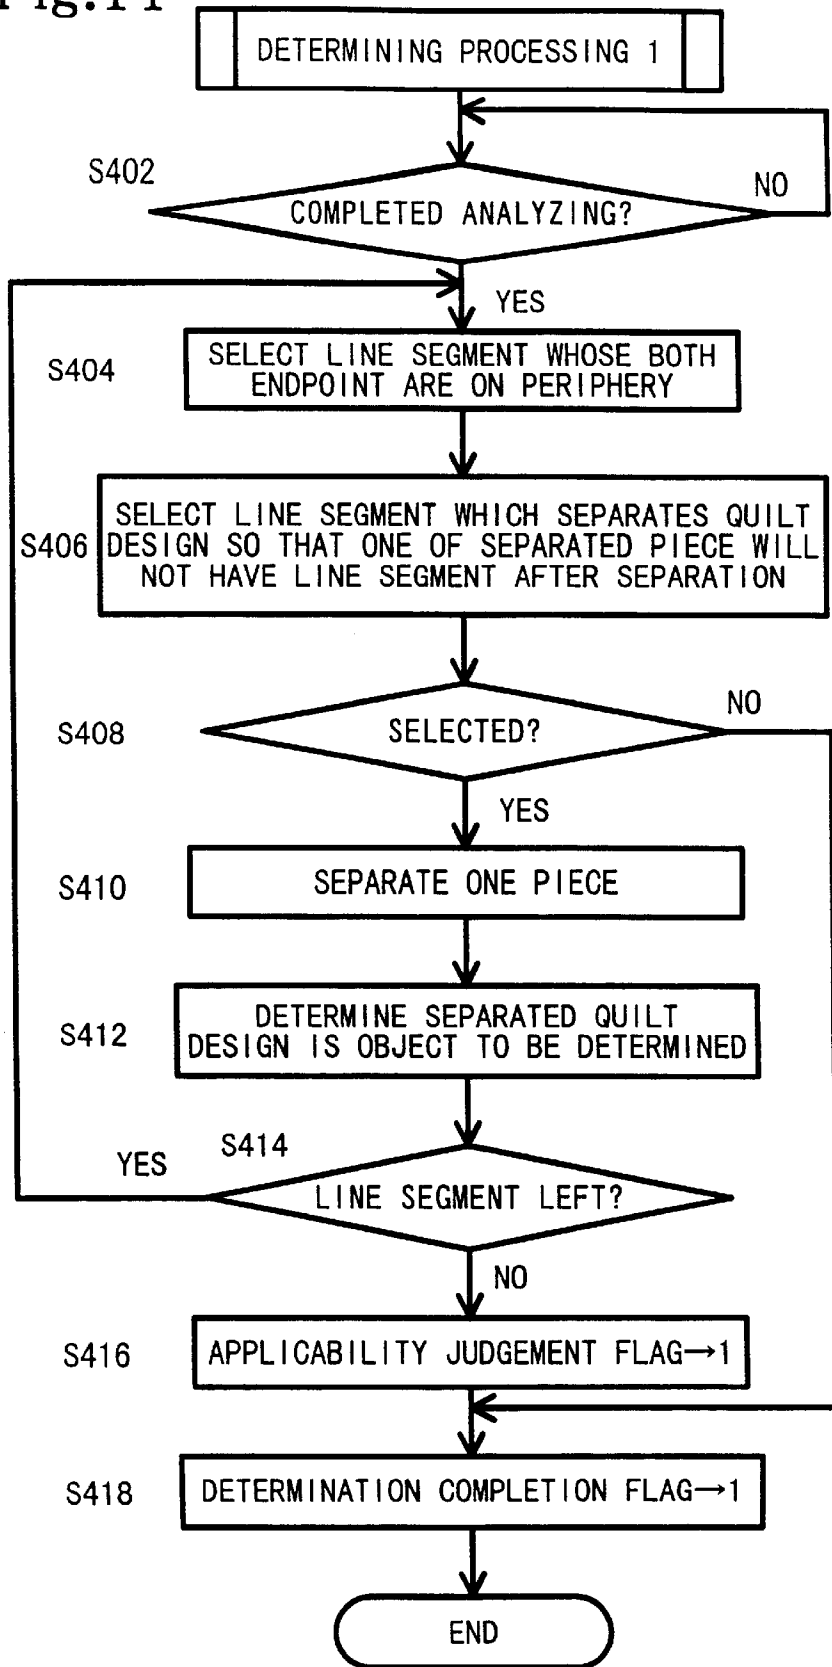 DETERMINING PROCESSING 1
S402
COMPLETED ANALYZING?
NO
YES
S404
SELECT LINE SEGMENT WHOSE BOTH
ENDPOINT ARE ON PERIPHERY
S406
SELECT LINE SEGMENT WHICH SEPARATES QUILT
DESIGN SO THAT ONE OF SEPARATED PIECE WILL
NOT HAVE LINE SEGMENT AFTER SEPARATION
S408
SELECTED?
NO
YES
S410
SEPARATE ONE PIECE
S412
DETERMINE SEPARATED QUILT
DESIGN IS OBJECT TO BE DETERMINED
S414
YES
LINE SEGMENT LEFT?
NO
S416
APPLICABILITY JUDGEMENT FLAG→1
S418
DETERMINATION COMPLETION FLAG→1
END